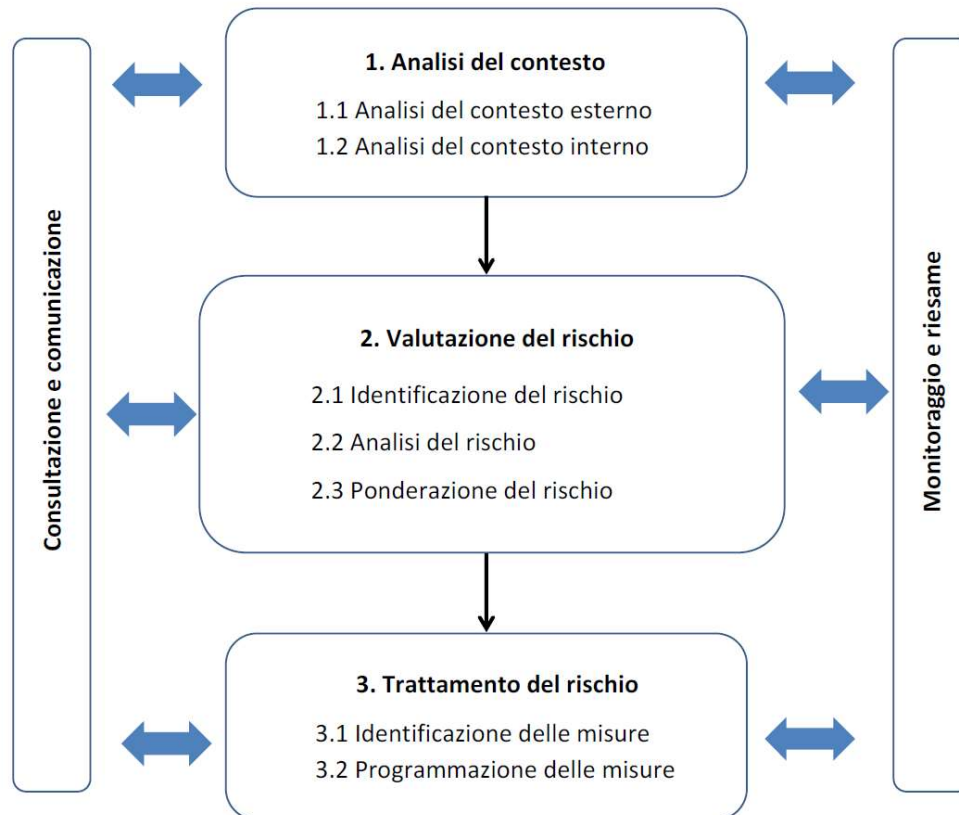 Consultazione e comunicazione
1. Analisi del contesto
1.1 Analisi del contesto esterno
1.2 Analisi del contesto interno
2. Valutazione del rischio
2.1 Identificazione del rischio
2.2 Analisi del rischio
2.3 Ponderazione del rischio
3. Trattamento del rischio
3.1 Identificazione delle misure
3.2 Programmazione delle misure
Monitoraggio e riesame